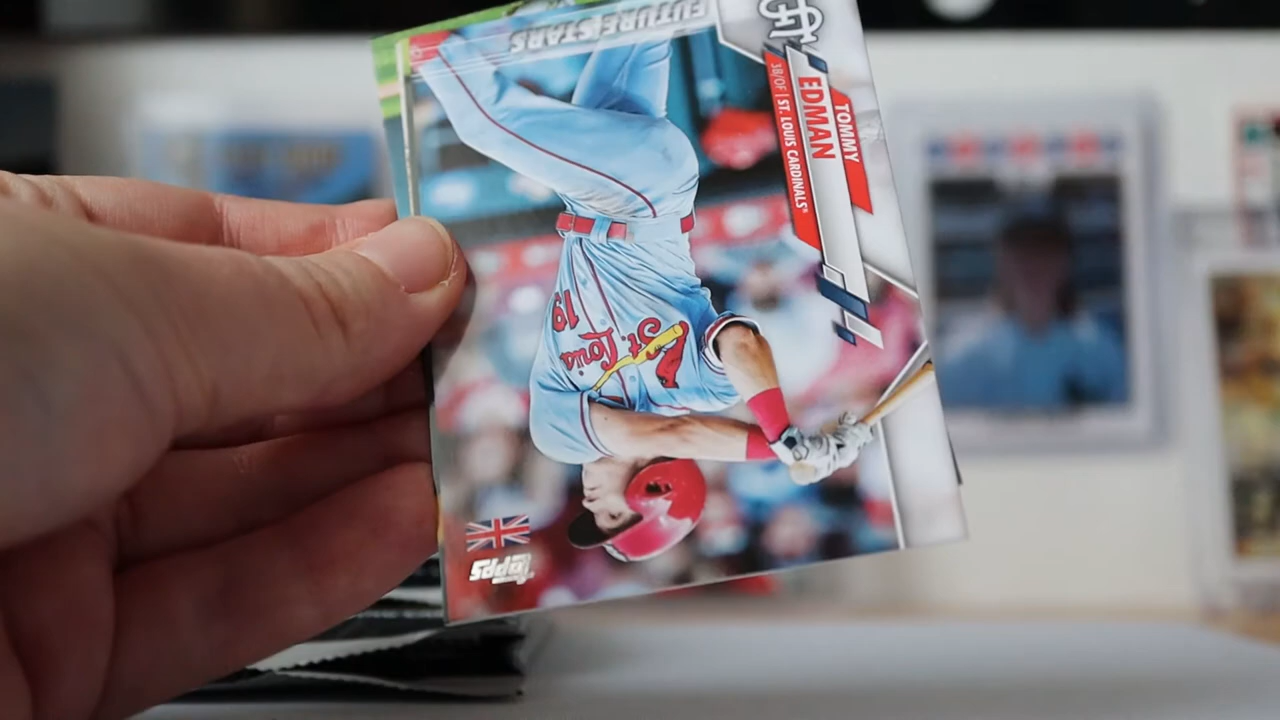 FUTURE STARS
TOMMY
EDMAN
3B/OF | ST. LOUIS CARDINALS®
St. Louis
19
Topps